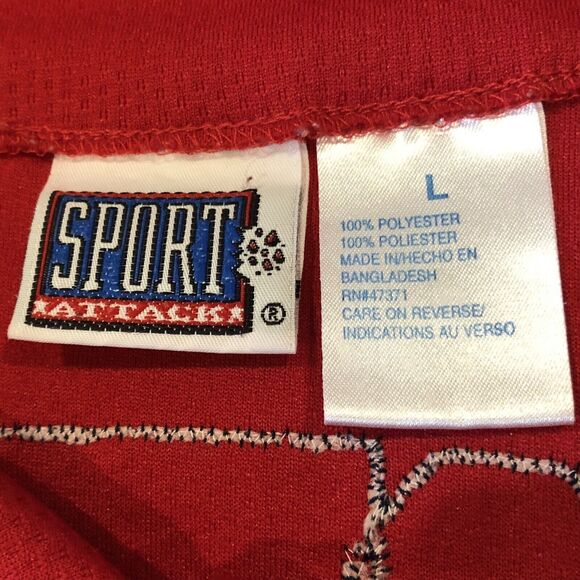 SPORT
ATTACK!
®
L
100% POLYESTER
100% POLIESTER
MADE IN/HECHO EN
BANGLADESH
RN#47371
CARE ON REVERSE/
INDICATIONS AU VERSO